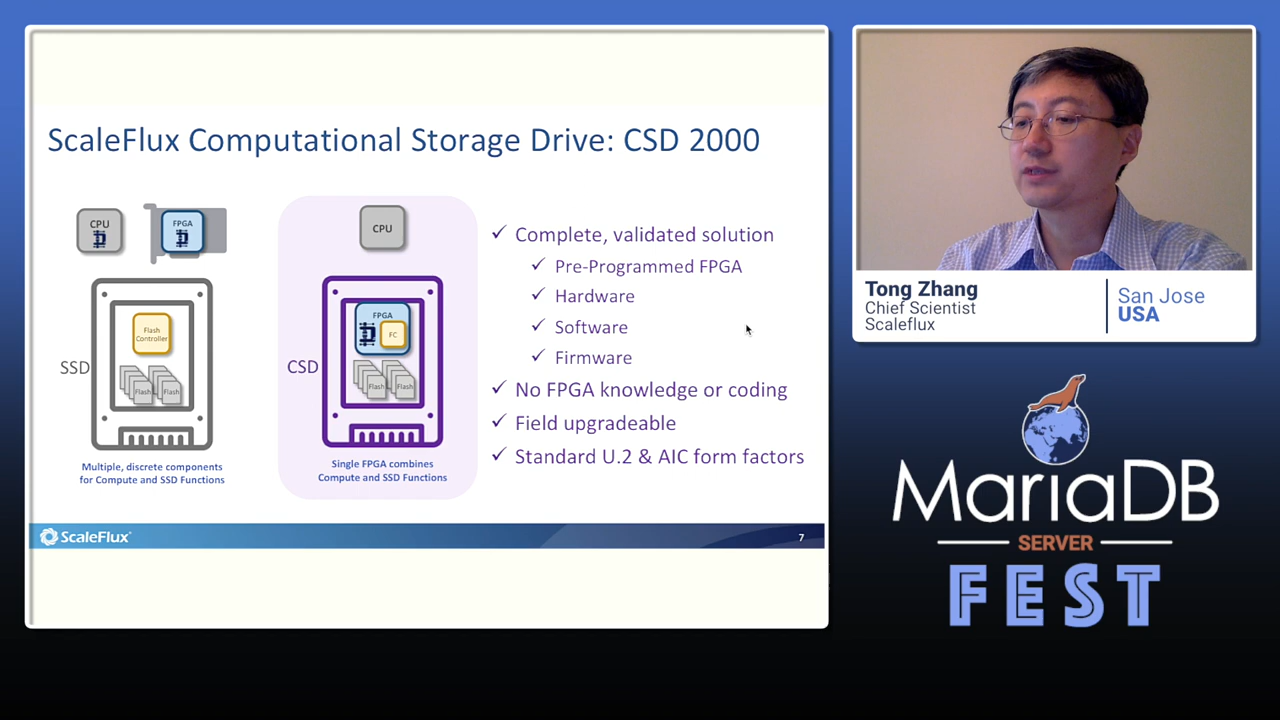 ScaleFlux Computational Storage Drive: CSD 2000
CPU
FPGA
SSD
Flash
Controller
Flash
Flash
Multiple, discrete components
for Compute and SSD Functions
CPU
CSD
FPGA
FC
Flash
Flash
Single FPGA combines
Compute and SSD Functions
✓ Complete, validated solution
✓ Pre-Programmed FPGA
✓ Hardware
✓ Software
✓ Firmware
✓ No FPGA knowledge or coding
✓ Field upgradeable
✓ Standard U.2 & AIC form factors
ScaleFlux
7
Tong Zhang
Chief Scientist
Scaleflux
San Jose
USA
MariaDB
SERVER
FEST